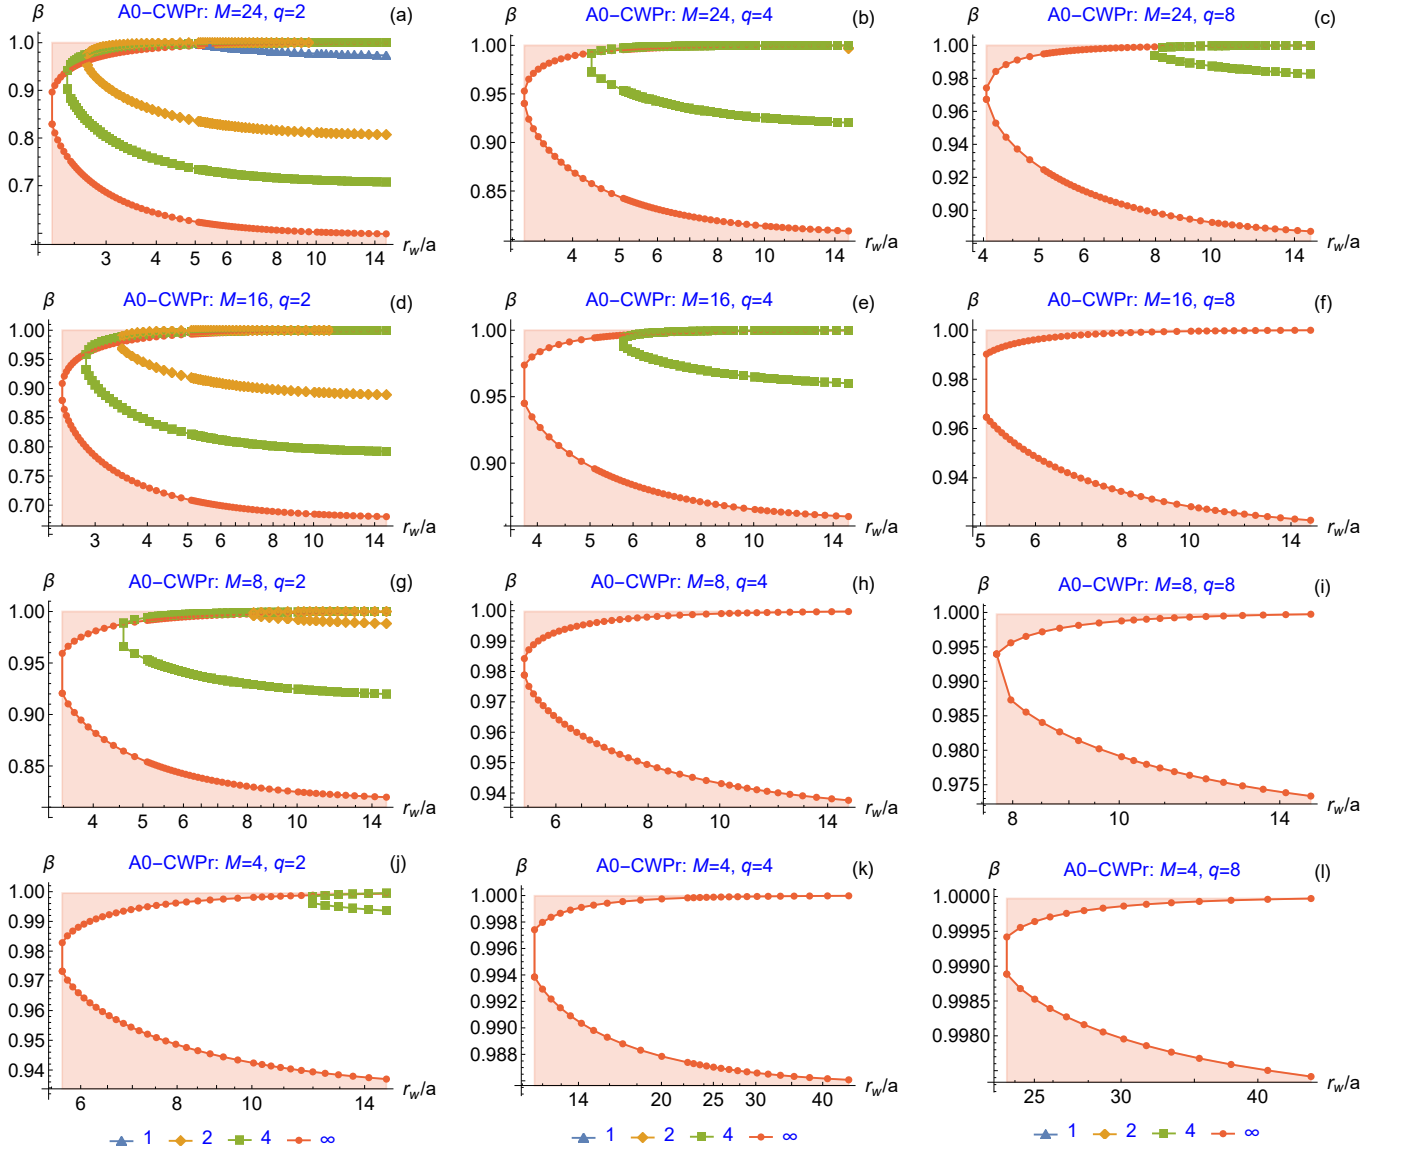 β A0−CWPr: M=24, q=2 (a)
1.0
0.9
0.8
0.7
3 4 5 6 8 10 14
r_w/a
β A0−CWPr: M=24, q=4 (b)
1.00
0.95
0.90
0.85
4 5 6 8 10 14
r_w/a
β A0−CWPr: M=24, q=8 (c)
1.00
0.98
0.96
0.94
0.92
0.90
4 5 6 8 10 14
r_w/a
β A0−CWPr: M=16, q=2 (d)
1.00
0.95
0.90
0.85
0.80
0.75
0.70
3 4 5 6 8 10 14
r_w/a
β A0−CWPr: M=16, q=4 (e)
1.00
0.95
0.90
4 5 6 8 10 14
r_w/a
β A0−CWPr: M=16, q=8 (f)
1.00
0.98
0.96
0.94
5 6 8 10 14
r_w/a
β A0−CWPr: M=8, q=2 (g)
1.00
0.95
0.90
0.85
4 5 6 8 10 14
r_w/a
β A0−CWPr: M=8, q=4 (h)
1.00
0.99
0.98
0.97
0.96
0.95
0.94
6 8 10 14
r_w/a
β A0−CWPr: M=8, q=8 (i)
1.000
0.995
0.990
0.985
0.980
0.975
8 10 14
r_w/a
β A0−CWPr: M=4, q=2 (j)
1.00
0.99
0.98
0.97
0.96
0.95
0.94
6 8 10 14
r_w/a
β A0−CWPr: M=4, q=4 (k)
1.000
0.998
0.996
0.994
0.992
0.990
0.988
14 20 25 30 40
r_w/a
β A0−CWPr: M=4, q=8 (l)
1.0000
0.9995
0.9990
0.9985
0.9980
25 30 40
r_w/a
1 2 4 ∞
1 2 4 ∞
1 2 4 ∞